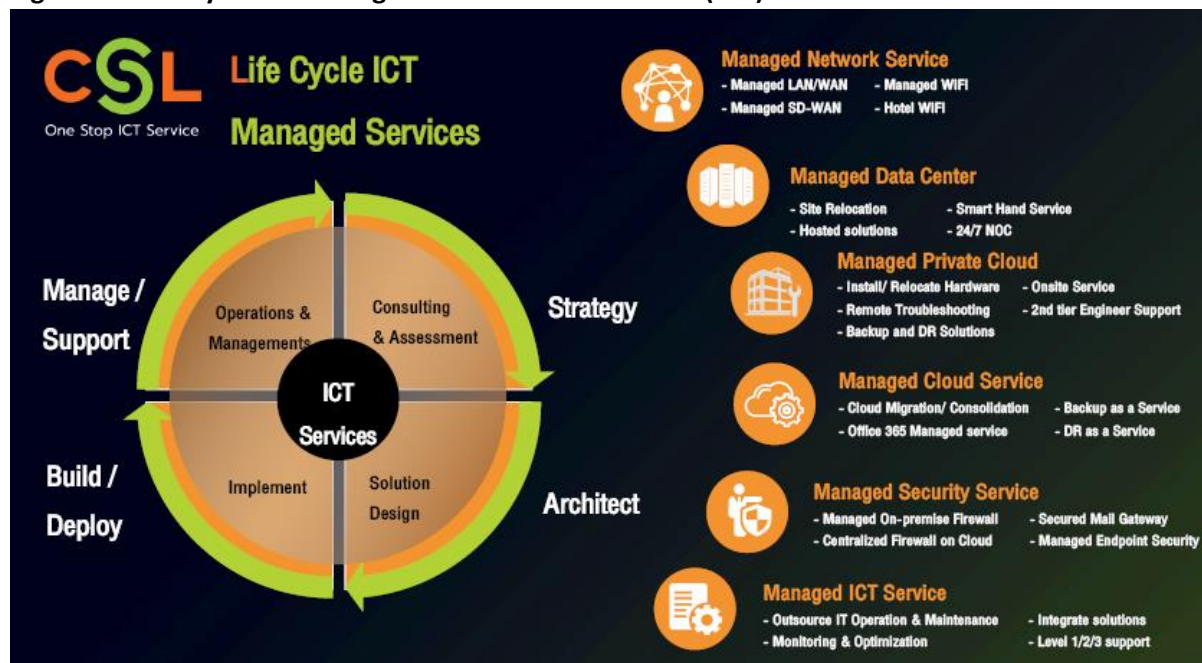 CSL
One Stop ICT Service
Life Cycle ICT
Managed Services
Manage /
Support
Operations &
Managements
Consulting
& Assessment
Strategy
ICT
Services
Build /
Deploy
Implement
Solution
Design
Architect
Managed Network Service
- Managed LAN/WAN - Managed WIFI
- Managed SD-WAN - Hotel WIFI
Managed Data Center
- Site Relocation - Smart Hand Service
- Hosted solutions - 24/7 NOC
Managed Private Cloud
- Install/ Relocate Hardware - Onsite Service
- Remote Troubleshooting - 2nd tier Engineer Support
- Backup and DR Solutions
Managed Cloud Service
- Cloud Migration/ Consolidation - Backup as a Service
- Office 365 Managed service - DR as a Service
Managed Security Service
- Managed On-premise Firewall - Secured Mail Gateway
- Centralized Firewall on Cloud - Managed Endpoint Security
Managed ICT Service
- Outsource IT Operation & Maintenance - Integrate solutions
- Monitoring & Optimization - Level 1/2/3 support